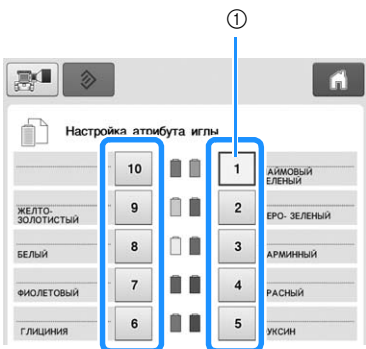 ①
Настройка атрибута иглы
10 1 АЙМОВЫЙ
ЕЛЕНЫЙ
ЖЕЛТО-
ЗОЛОТИСТЫЙ 9 2 ЕРО- ЗЕЛЕНЫЙ
БЕЛЫЙ 8 3 АРМИННЫЙ
ФИОЛЕТОВЫЙ 7 4 РАСНЫЙ
ГЛИЦИНИЯ 6 5 УКСИН